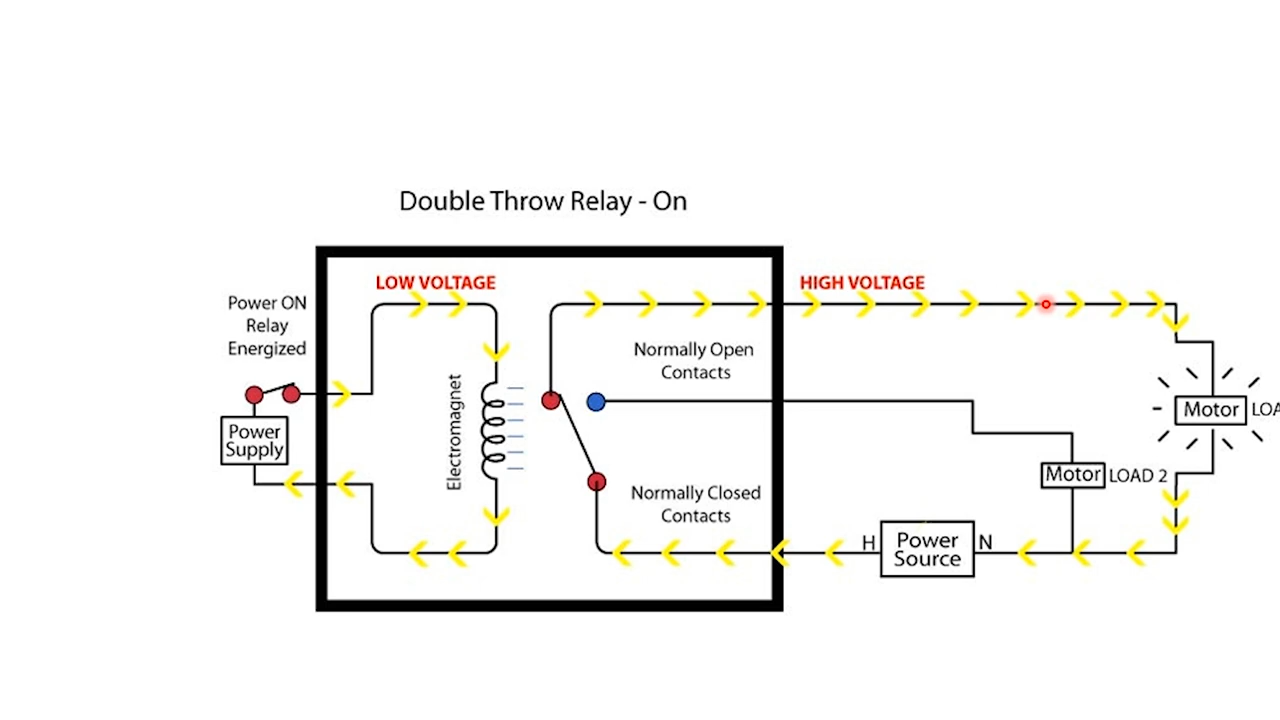 Double Throw Relay - On
LOW VOLTAGE
HIGH VOLTAGE
Power ON
Relay
Energized
Normally Open
Contacts
Electromagnet
Power
Supply
Motor
LOA
Motor
LOAD 2
Normally Closed
Contacts
H
Power
Source
N